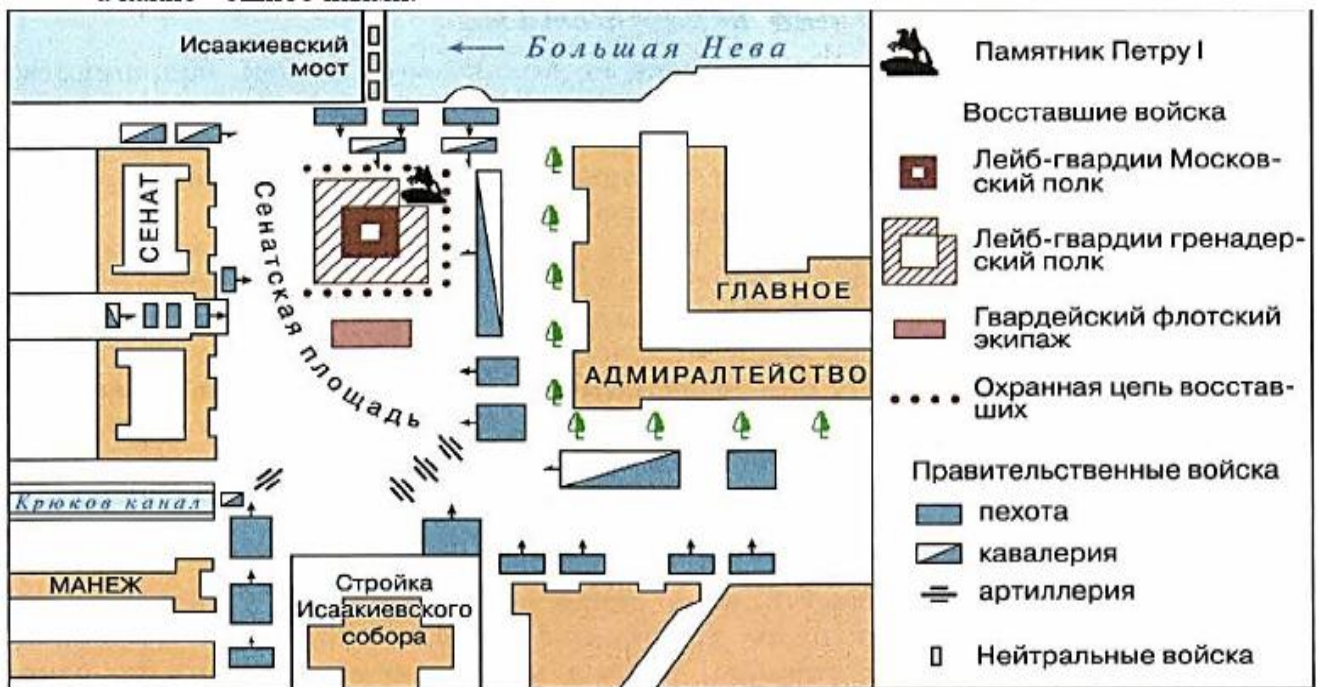 Исаакиевский
мост
Большая Нева
СЕНАТ
Сенатская площадь
ГЛАВНОЕ
АДМИРАЛТЕЙСТВО
Крюков канал
МАНЕЖ
Стройка
Исаакиевского
собора
Памятник Петру I
Восставшие войска
Лейб-гвардии Москов-
ский полк
Лейб-гвардии гренадер-
ский полк
Гвардейский флотский
экипаж
Охранная цепь восстав-
ших
Правительственные войска
пехота
кавалерия
артиллерия
Нейтральные войска